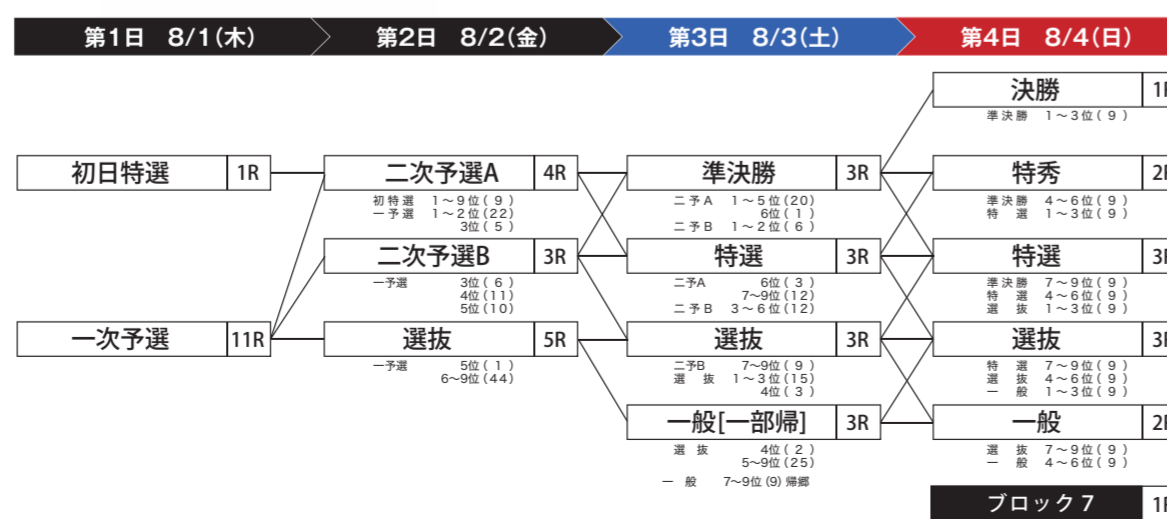 第1日 8/1(木)
第2日 8/2(金)
第3日 8/3(土)
第4日 8/4(日)
初日特選 1R
一次予選 11R
二次予選A 4R
初特選 1～9位( 9 )
一予選 1～2位(22)
3位( 5 )
二次予選B 3R
一予選 3位( 6 )
4位(11)
5位(10)
選抜 5R
一予選 5位( 1 )
6～9位(44)
準決勝 3R
二予A 1～5位(20)
6位( 1 )
二予B 1～2位( 6 )
特選 3R
二予A 6位( 3 )
7～9位(12)
二予B 3～6位(12)
選抜 3R
二予B 7～9位( 9 )
選抜 1～3位(15)
4位( 3 )
一般[一部帰] 3R
選抜 4位( 2 )
5～9位(25)
一般 7～9位(9)帰郷
決勝 1R
準決勝 1～3位( 9 )
特秀 2R
準決勝 4～6位( 9 )
特選 1～3位( 9 )
特選 3R
準決勝 7～9位( 9 )
特選 4～6位( 9 )
選抜 1～3位( 9 )
選抜 3R
特選 7～9位( 9 )
選抜 4～6位( 9 )
一般 1～3位( 9 )
一般 2R
選抜 7～9位( 9 )
一般 4～6位( 9 )
ブロック7 1R